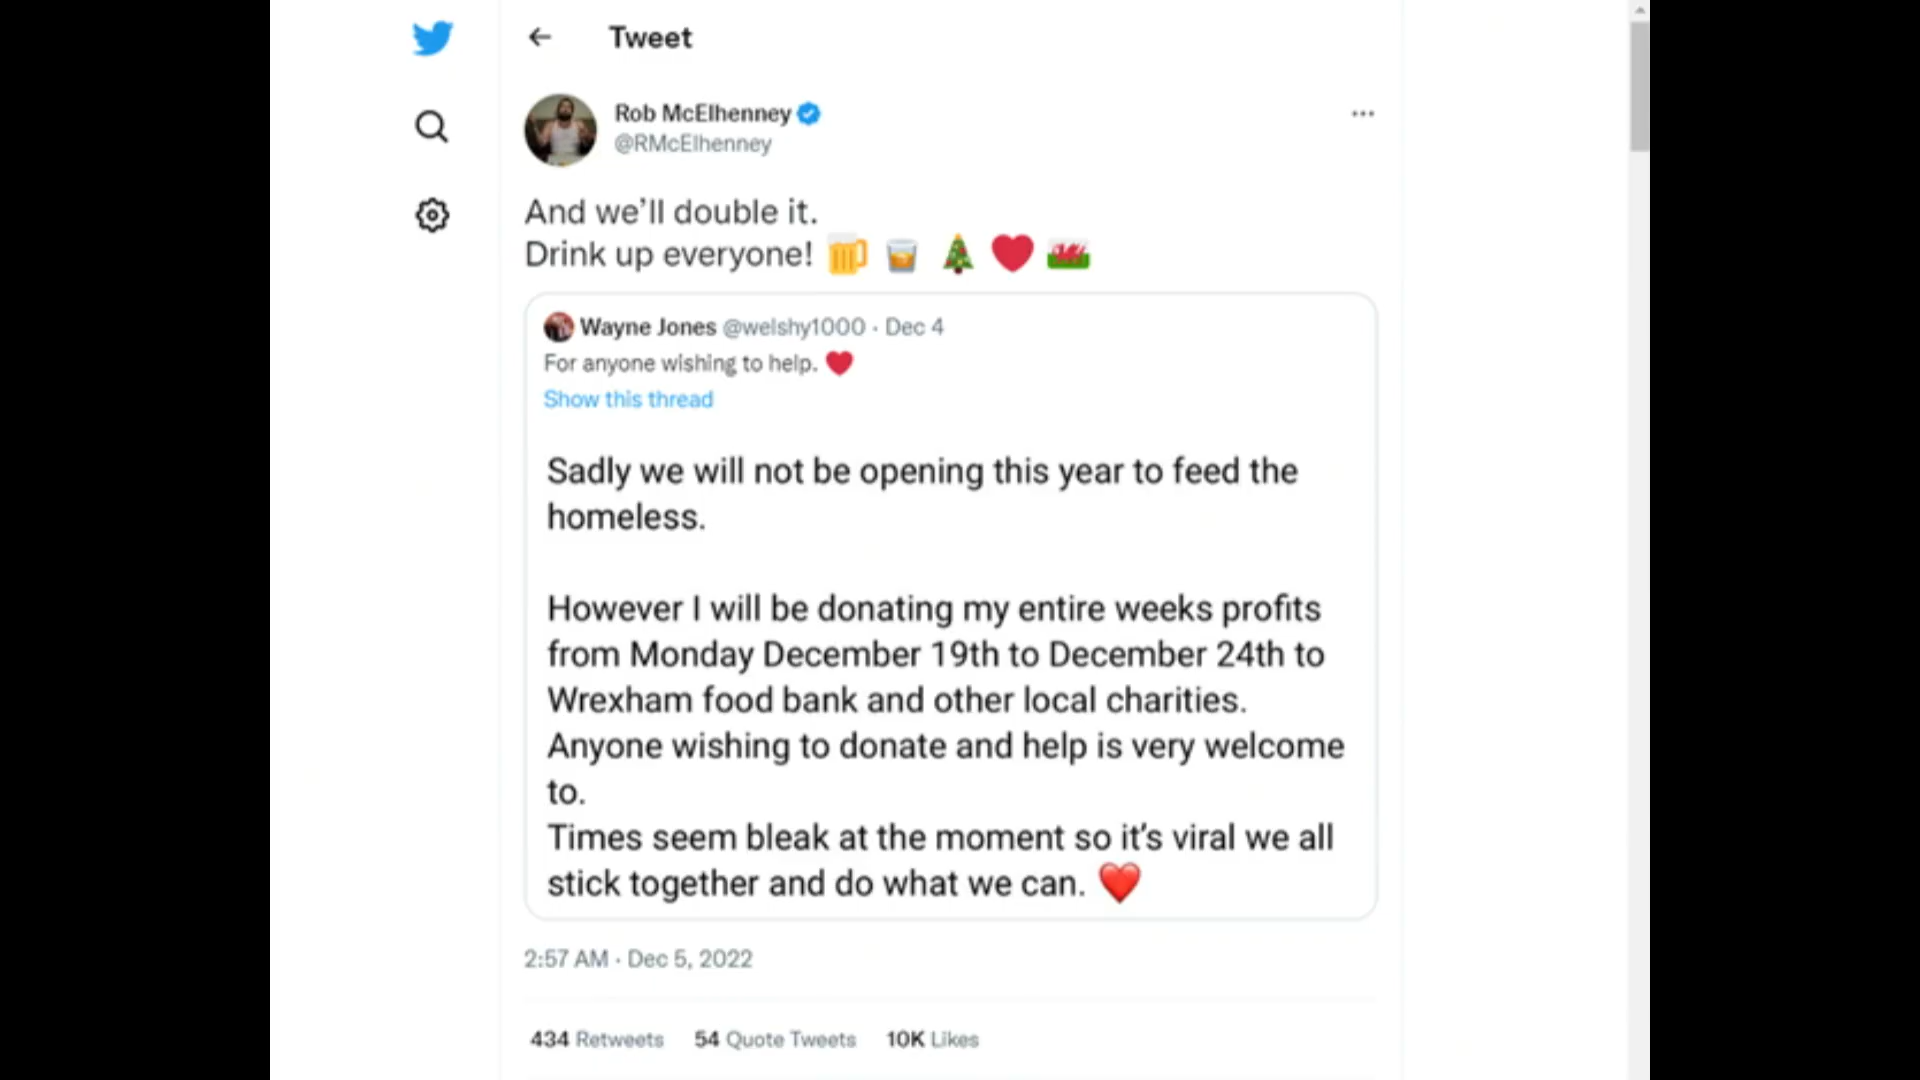 Tweet
Rob McElhenney
@RMcElhenney
And we’ll double it.
Drink up everyone! 🍺 🥃 🎄 ❤️ 🏴󠁧󠁢󠁷󠁬󠁳󠁿
Wayne Jones @welshy1000 · Dec 4
For anyone wishing to help. ❤️
Show this thread
Sadly we will not be opening this year to feed the
homeless.
However I will be donating my entire weeks profits
from Monday December 19th to December 24th to
Wrexham food bank and other local charities.
Anyone wishing to donate and help is very welcome
to.
Times seem bleak at the moment so it’s viral we all
stick together and do what we can. ❤️
2:57 AM · Dec 5, 2022
434 Retweets 54 Quote Tweets 10K Likes